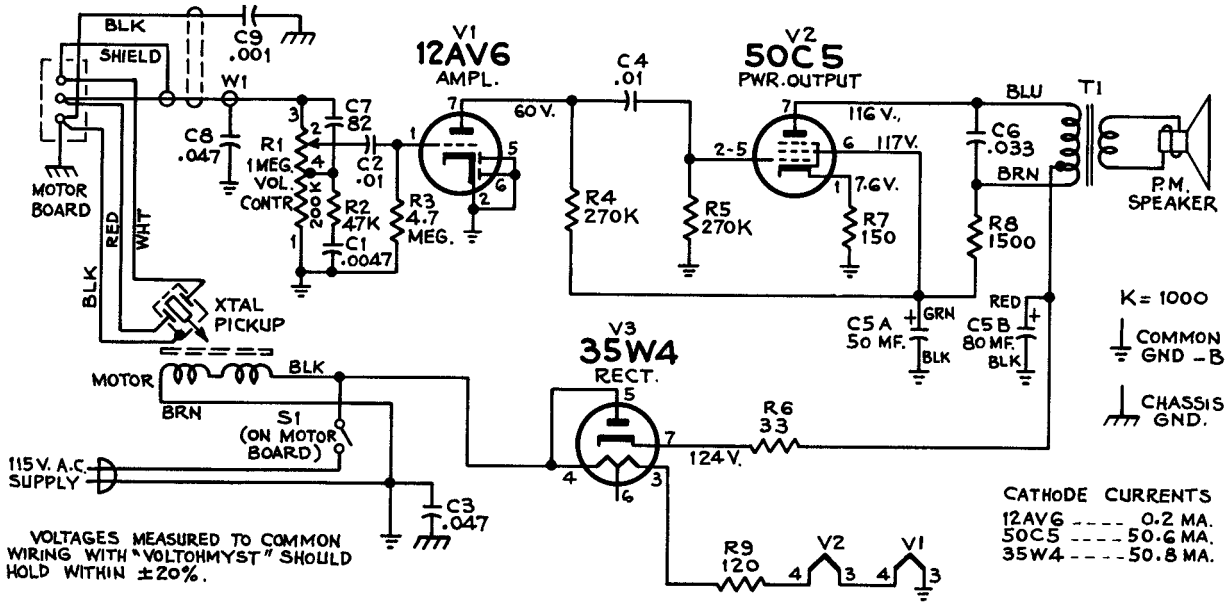 BLK
C9
.001
SHIELD
W1
C8
.047
MOTOR
BOARD
RED
WHT
BLK
XTAL
PICKUP
3
2
4
1
R1
1 MEG.
VOL.
CONTR.
200K
C7
82
C2
.01
R2
47K
C1
.0047
R3
4.7
MEG.
V1
12AV6
AMPL.
7
1
5
6
2
60V.
C4
.01
R4
270K
R5
270K
V2
50C5
PWR. OUTPUT
7
2-5
6
1
116V.
117V.
7.6V.
R7
150
C6
.033
BLU
BRN
T1
P.M.
SPEAKER
R8
1500
GRN
C5A
50 MF.
BLK
RED
C5B
80 MF.
BLK
+
+
K = 1000
COMMON
GND -B
CHASSIS
GND.
MOTOR
BLK
BRN
S1
(ON MOTOR
BOARD)
115 V. A.C.
SUPPLY
C3
.047
V3
35W4
RECT.
5
7
4
3
6
124V.
R6
33
R9
120
V2
4
3
V1
4
3
CATHODE CURRENTS
12AV6 ---- 0.2 MA.
50C5 ---- 50.6 MA.
35W4 ---- 50.8 MA.
VOLTAGES MEASURED TO COMMON
WIRING WITH "VOLTOHMYST" SHOULD
HOLD WITHIN ±20%.